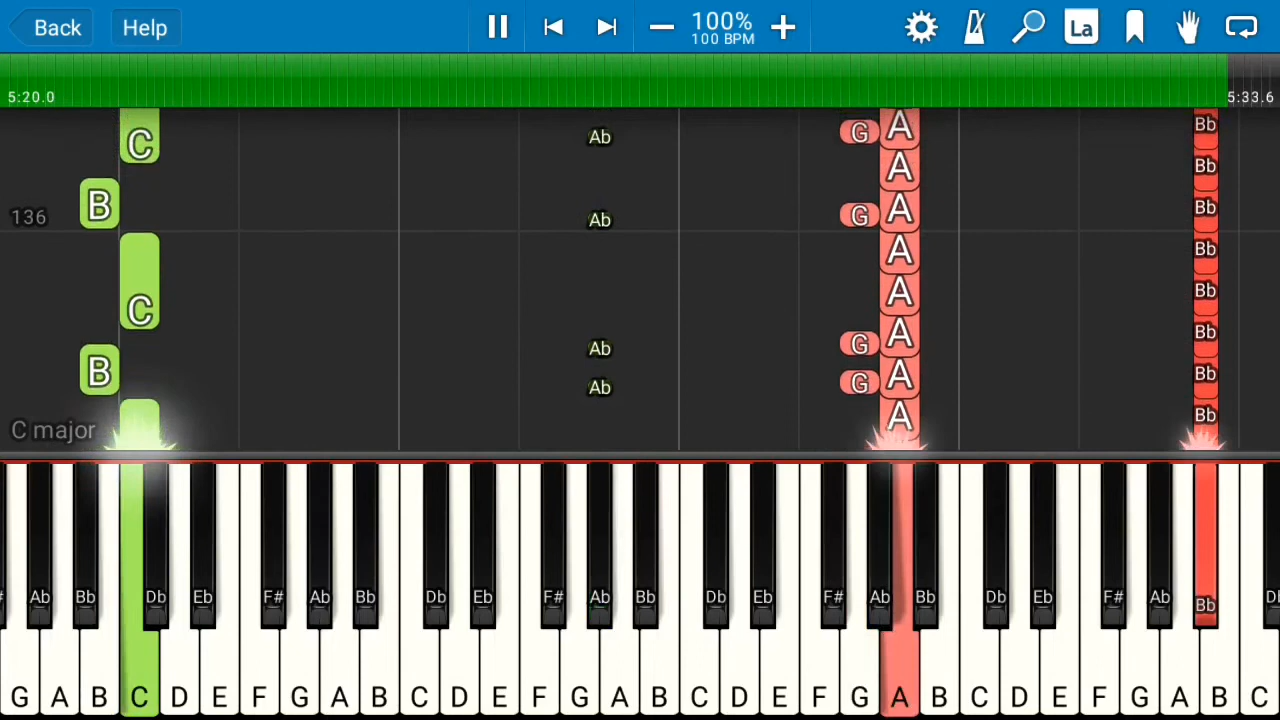 Back Help 100% La
100 BPM
5:20.0 5:33.6
C Ab G A Bb
A Bb
B Ab G A Bb
136
A Bb
C A Bb
Ab G A Bb
B Ab G A Bb
C major A Bb
Ab Bb Db Eb F# Ab Bb Db Eb F# Ab Bb Db Eb F# Ab Bb Db Eb F# Ab Bb
G A B C D E F G A B C D E F G A B C D E F G A B C D E F G A B C